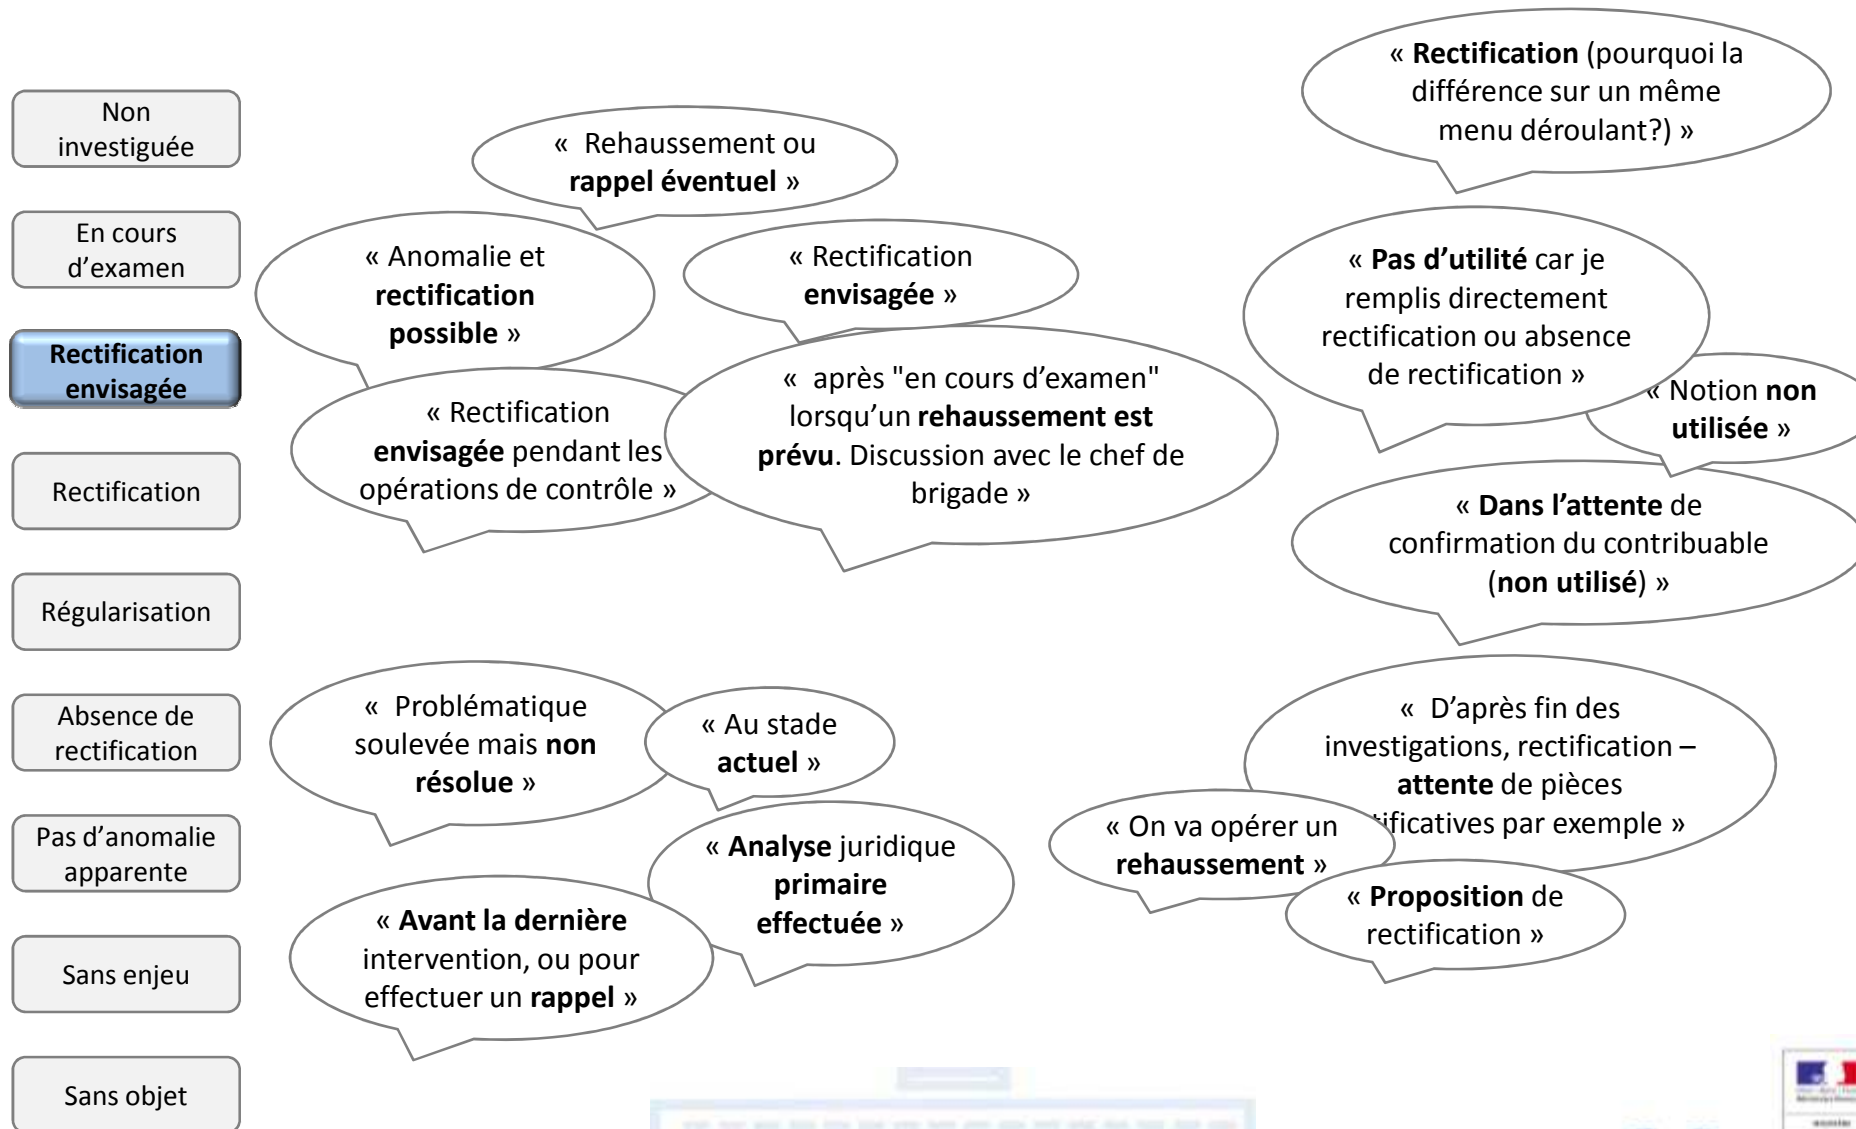 Non
investiguée
En cours
d’examen
Rectification
envisagée
Rectification
Régularisation
Absence de
rectification
Pas d’anomalie
apparente
Sans enjeu
Sans objet
« Rehaussement ou
rappel éventuel »
« Anomalie et
rectification
possible »
« Rectification
envisagée »
« Rectification
envisagée pendant les
opérations de contrôle »
« après "en cours d’examen"
lorsqu’un rehaussement est
prévu. Discussion avec le chef de
brigade »
« Rectification (pourquoi la
différence sur un même
menu déroulant?) »
« Pas d’utilité car je
remplis directement
rectification ou absence
de rectification »
« Notion non
utilisée »
« Dans l’attente de
confirmation du contribuable
(non utilisé) »
« Problématique
soulevée mais non
résolue »
« Au stade
actuel »
« Analyse juridique
primaire
effectuée »
« Avant la dernière
intervention, ou pour
effectuer un rappel »
« D’après fin des
investigations, rectification –
attente de pièces
tificatives par exemple »
« On va opérer un
rehaussement »
« Proposition de
rectification »